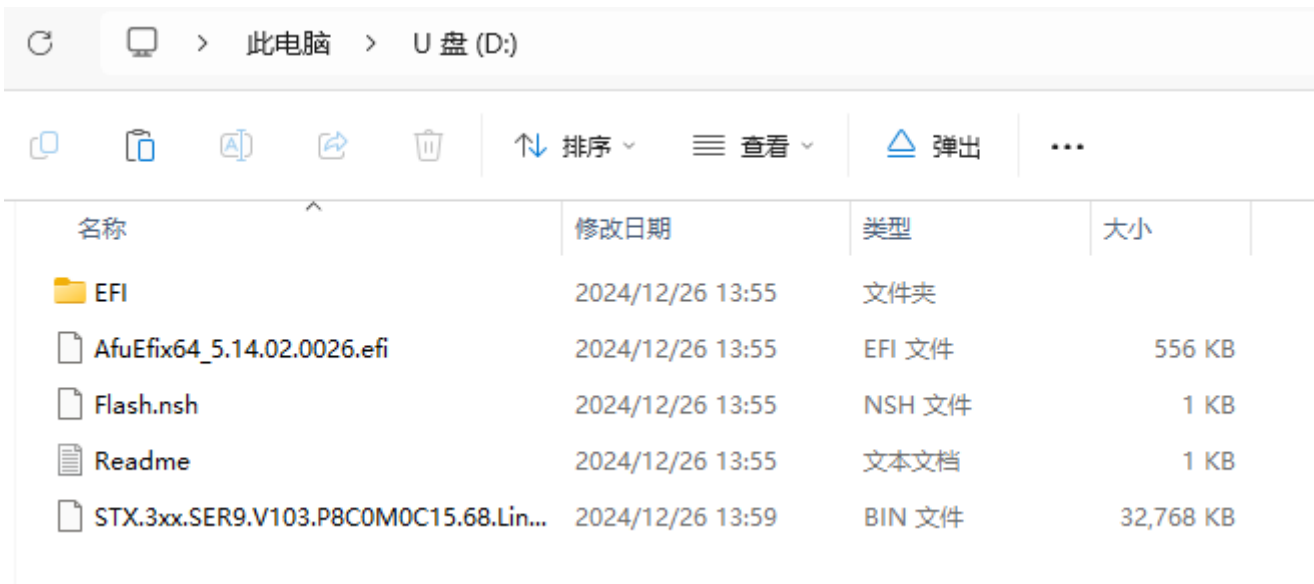 此电脑 > U 盘 (D:)
排序 查看 弹出
名称 修改日期 类型 大小
EFI 2024/12/26 13:55 文件夹
AfuEfix64_5.14.02.0026.efi 2024/12/26 13:55 EFI 文件 556 KB
Flash.nsh 2024/12/26 13:55 NSH 文件 1 KB
Readme 2024/12/26 13:55 文本文档 1 KB
STX.3xx.SER9.V103.P8C0M0C15.68.Lin... 2024/12/26 13:59 BIN 文件 32,768 KB